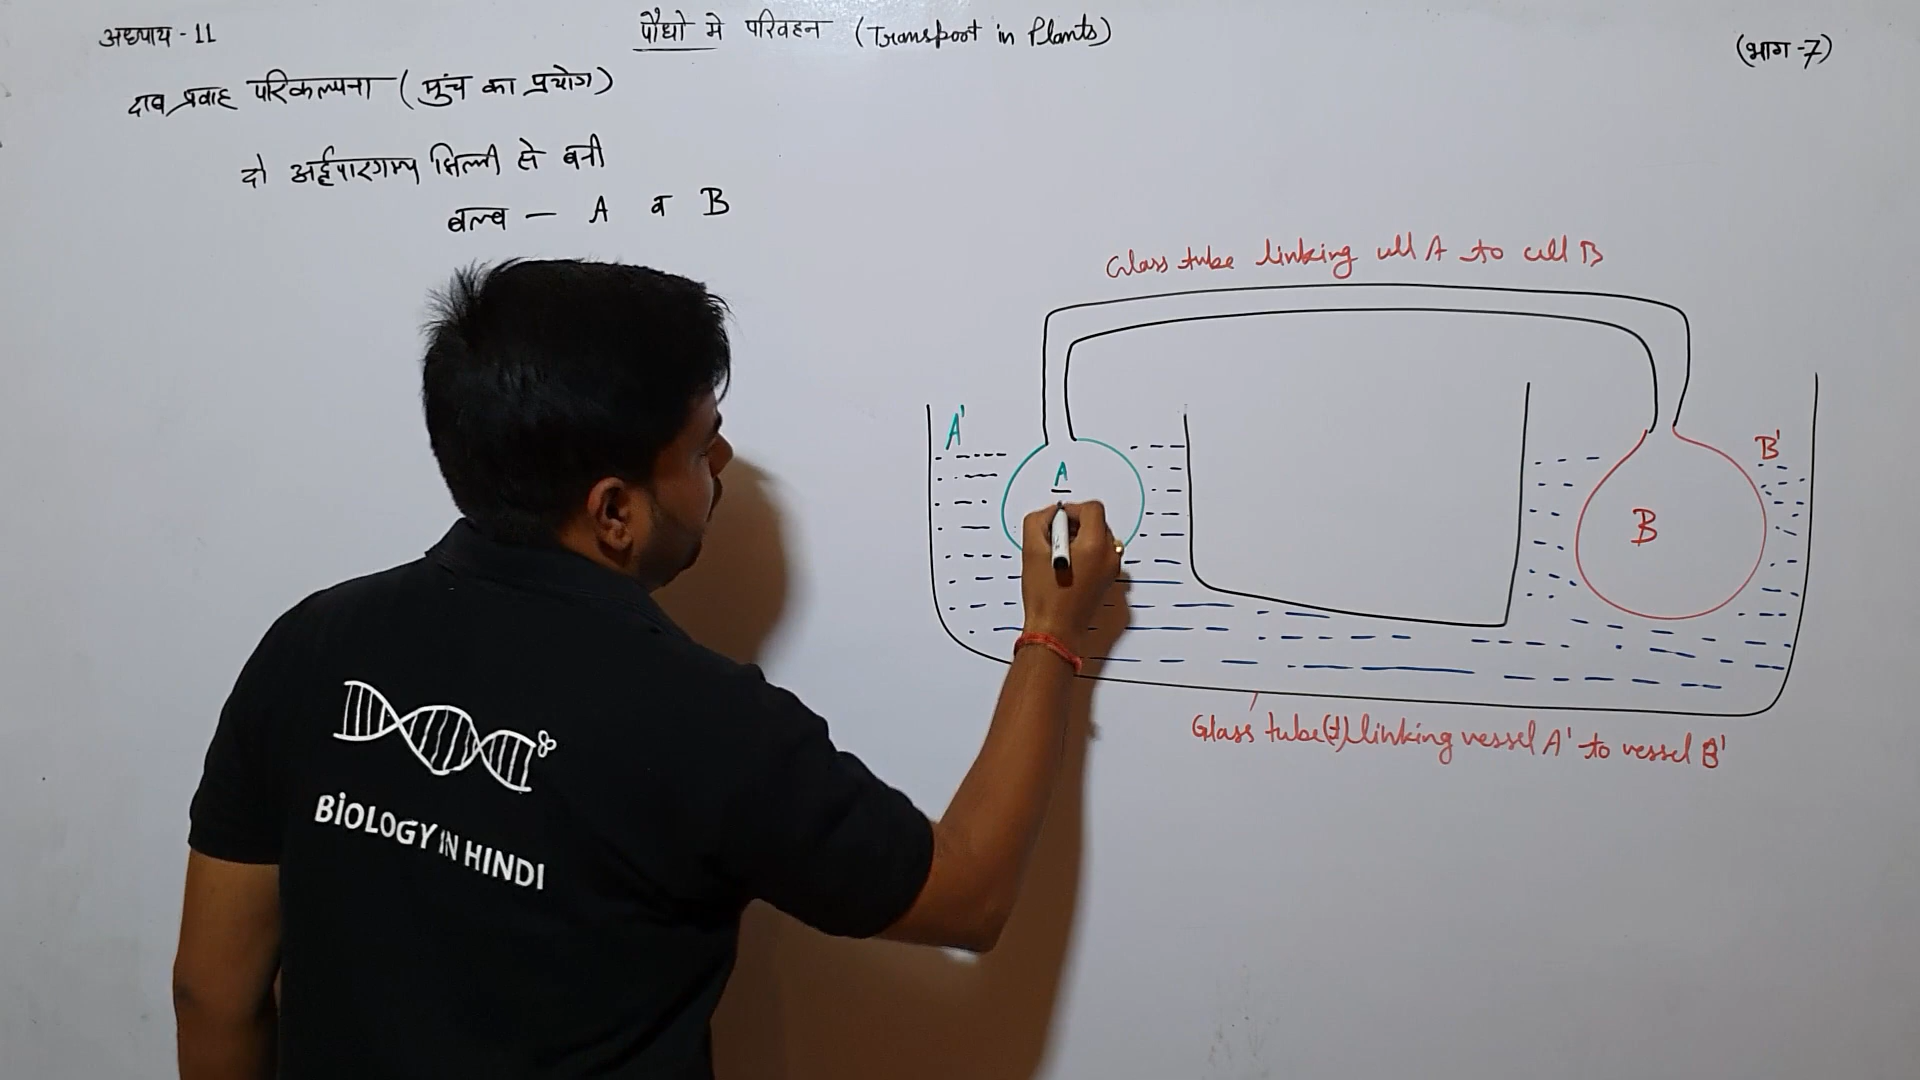 अध्याय - 11
पौधो मे परिवहन (Transport in Plants)
(भाग -7)
दाब प्रवाह परिकल्पना (मुंच का प्रयोग)
दो अर्द्धपारगम्य झिल्ली से बनी
बल्ब — A व B
Glass tube linking cell A to cell B
A'
A
B
B'
Glass tube(t) linking vessel A' to vessel B'
BIOLOGY IN HINDI